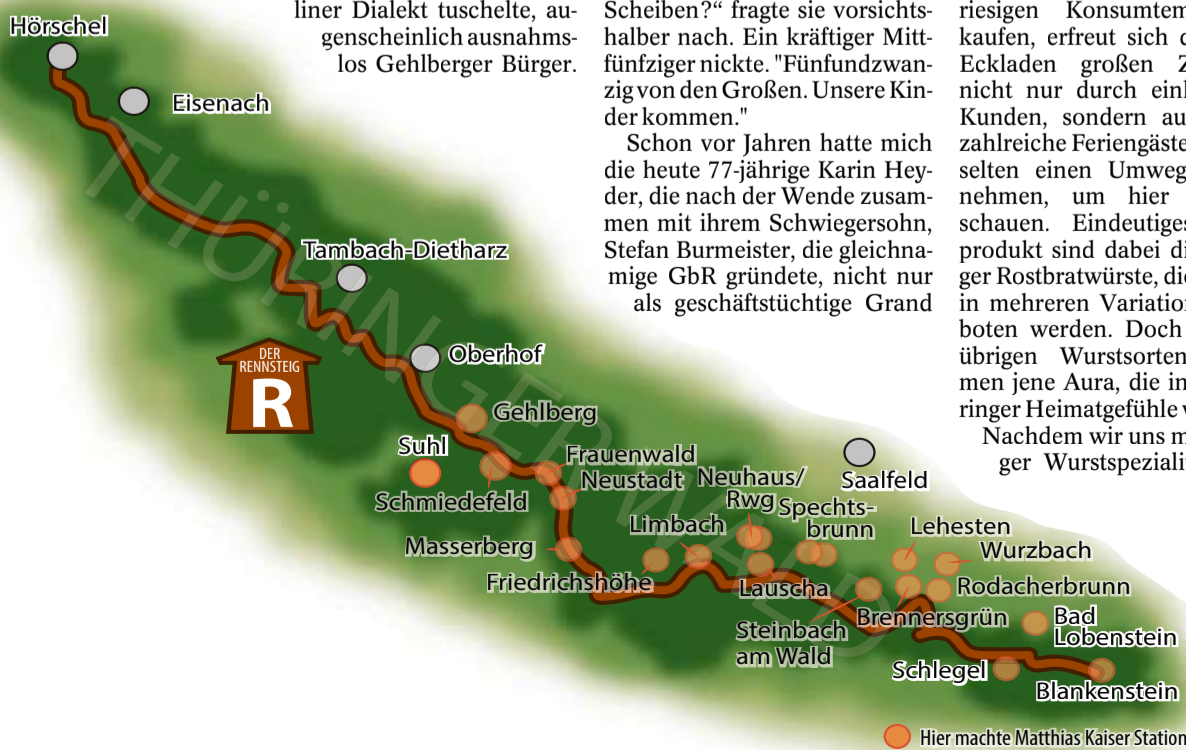 liner Dialekt tuschelte, au-
genscheinlich ausnahms-
los Gehlberger Bürger.
Scheiben?“ fragte sie vorsichts-
halber nach. Ein kräftiger Mitt-
fünfziger nickte. "Fünfundzwan-
zig von den Großen. Unsere Kin-
der kommen."
Schon vor Jahren hatte mich
die heute 77-jährige Karin Hey-
der, die nach der Wende zusam-
men mit ihrem Schwiegersohn,
Stefan Burmeister, die gleichna-
mige GbR gründete, nicht nur
als geschäftstüchtige Grand
riesigen Konsumtem
kaufen, erfreut sich
Eckladen großen
nicht nur durch
Kunden, sondern
zahlreiche Feriengäste
selten einen Umweg
nehmen, um hier
schauen. Eindeutiges
produkt sind dabei
ger Rostbratwürste,
in mehreren
boten werden. Doch
übrigen Wurstsorten
men jene Aura, die
ringer Heimatgefühle
Nachdem wir uns
ger
Hörschel
Eisenach
THÜRINGER WALD
Tambach-Dietharz
DER
RENNSTEIG
R
Oberhof
Gehlberg
Suhl
Schmiedefeld
Frauenwald
Neustadt
Neuhaus/
Rwg
Spechts-
brunn
Saalfeld
Limbach
Lehesten
Wurzbach
Masserberg
Friedrichshöhe
Lauscha
Rodacherbrunn
Brennersgrün
Steinbach
am Wald
Bad
Lobenstein
Schlegel
Blankenstein
Hier machte Matthias Kaiser Station